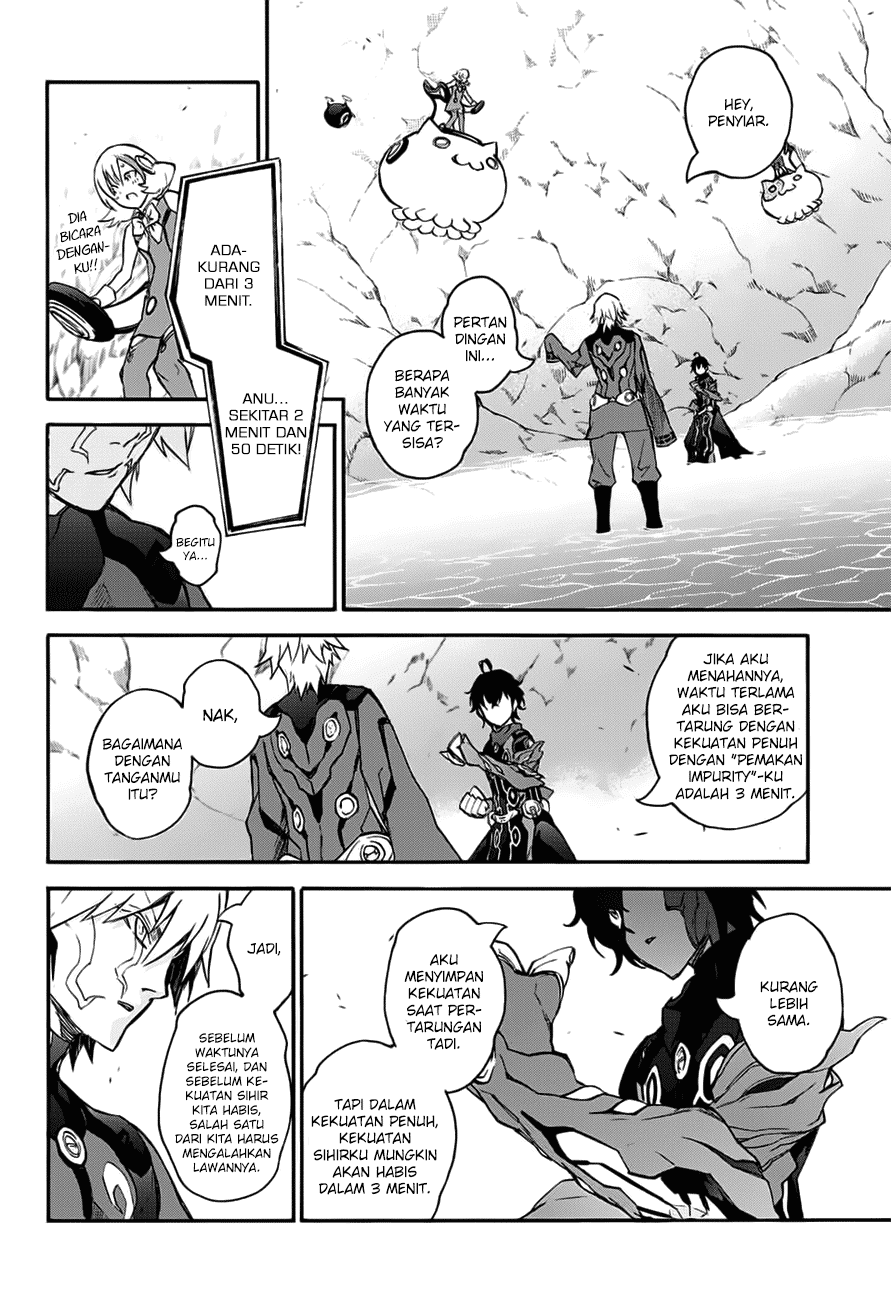 HEY,
PENYIAR.
PERTAN
DINGAN
INI...
BERAPA
BANYAK
WAKTU
YANG TER-
SISA?
DIA
BICARA
DENGAN-
KU!!
ADA-
KURANG
DARI 3
MENIT.
ANU...
SEKITAR 2
MENIT DAN
50 DETIK!
BEGITU
YA...
JIKA AKU
MENAHANNYA,
WAKTU TERLAMA
AKU BISA BER-
TARUNG DENGAN
KEKUATAN PENUH
DENGAN "PEMAKAN
IMPURITY"-KU
ADALAH 3 MENIT.
NAK,
BAGAIMANA
DENGAN
TANGANMU
ITU?
KURANG
LEBIH
SAMA.
AKU
MENYIMPAN
KEKUATAN
SAAT PER-
TARUNGAN
TADI.
TAPI DALAM
KEKUATAN PENUH,
KEKUATAN
SIHIRKU MUNGKIN
AKAN HABIS
DALAM 3 MENIT.
JADI,
SEBELUM
WAKTUNYA
SELESAI, DAN
SEBELUM KE-
KUATAN SIHIR
KITA HABIS,
SALAH SATU
DARI KITA HARUS
MENGALAHKAN
LAWANNYA.